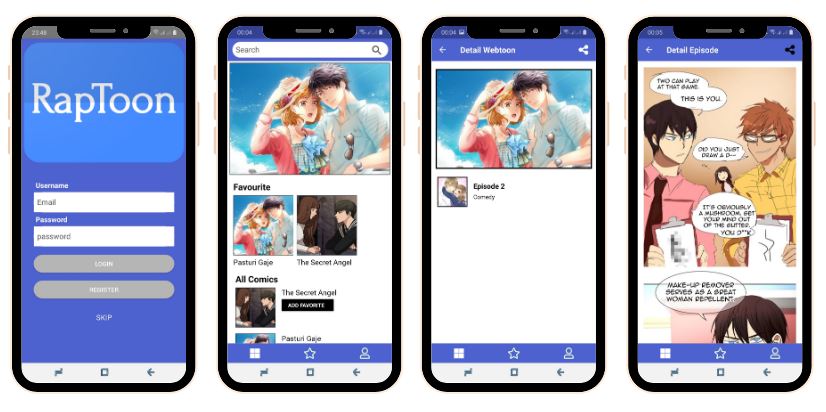 23:48
RapToon
Username
Email
Password
password
LOGIN
REGISTER
SKIP
00:04
Search
Favourite
Pasturi Gaje
The Secret Angel
All Comics
The Secret Angel
ADD FAVORITE
Pasturi Gaje
00:04
Detail Webtoon
Episode 2
Comedy
00:05
Detail Episode
TWO CAN PLAY
AT THAT GAME.
THIS IS YOU.
DID YOU JUST
DRAW A D--
IT'S OBVIOUSLY
A MUSHROOM. GET
YOUR MIND OUT
OF THE GUTTER,
YOU D**K
MAKE-UP REMOVER
SERVES AS A GREAT
WOMAN REPELLENT.